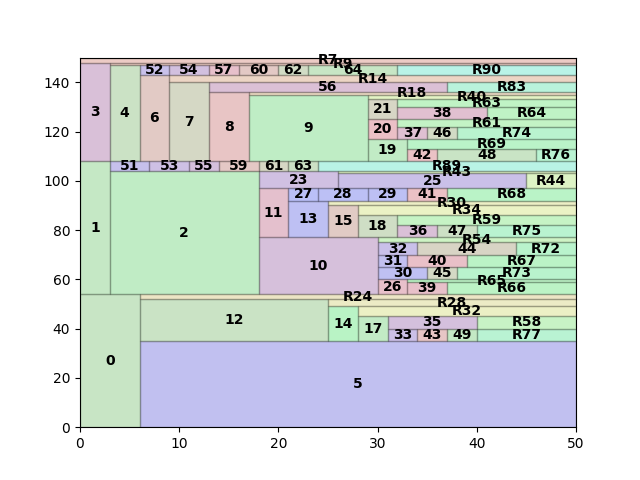 R7
R9
52 54 57 60 62 64 R90
R14
56 R83
R18 R40
3 4 6 7 8 9 21 R63
38 R64
20 R61
37 46 R74
19 R69
42 48 R76
51 53 55 59 61 63 R89
R43
23 25 R44
27 28 29 41 R68
R30
11 13 15 R34
18 R59
1 2 36 47 R75
R54
32 44 R72
10 31 40 R67
30 45 R73
R65
26 39 R66
R24 R28
12 14 R32
17 35 R58
33 43 49 R77
0
5
140
120
100
80
60
40
20
0
0 10 20 30 40 50